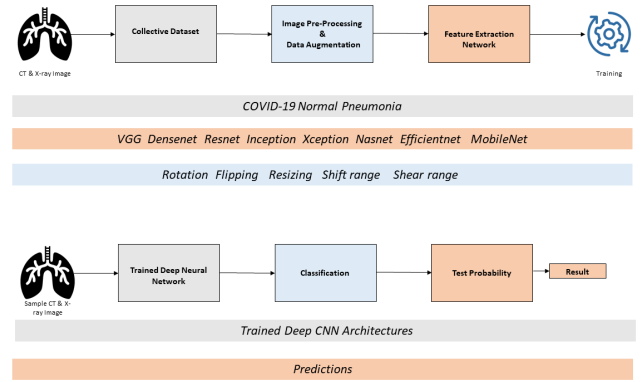 Collective Dataset
Image Pre-Processing
&
Data Augmentation
Feature Extraction
Network
CT & X-ray Image
Training
COVID-19 Normal Pneumonia
VGG Densenet Resnet Inception Xception Nasnet Efficientnet MobileNet
Rotation Flipping Resizing Shift range Shear range
Trained Deep Neural
Network
Classification
Test Probability
Result
Sample CT & X-
ray image
Trained Deep CNN Architectures
Predictions